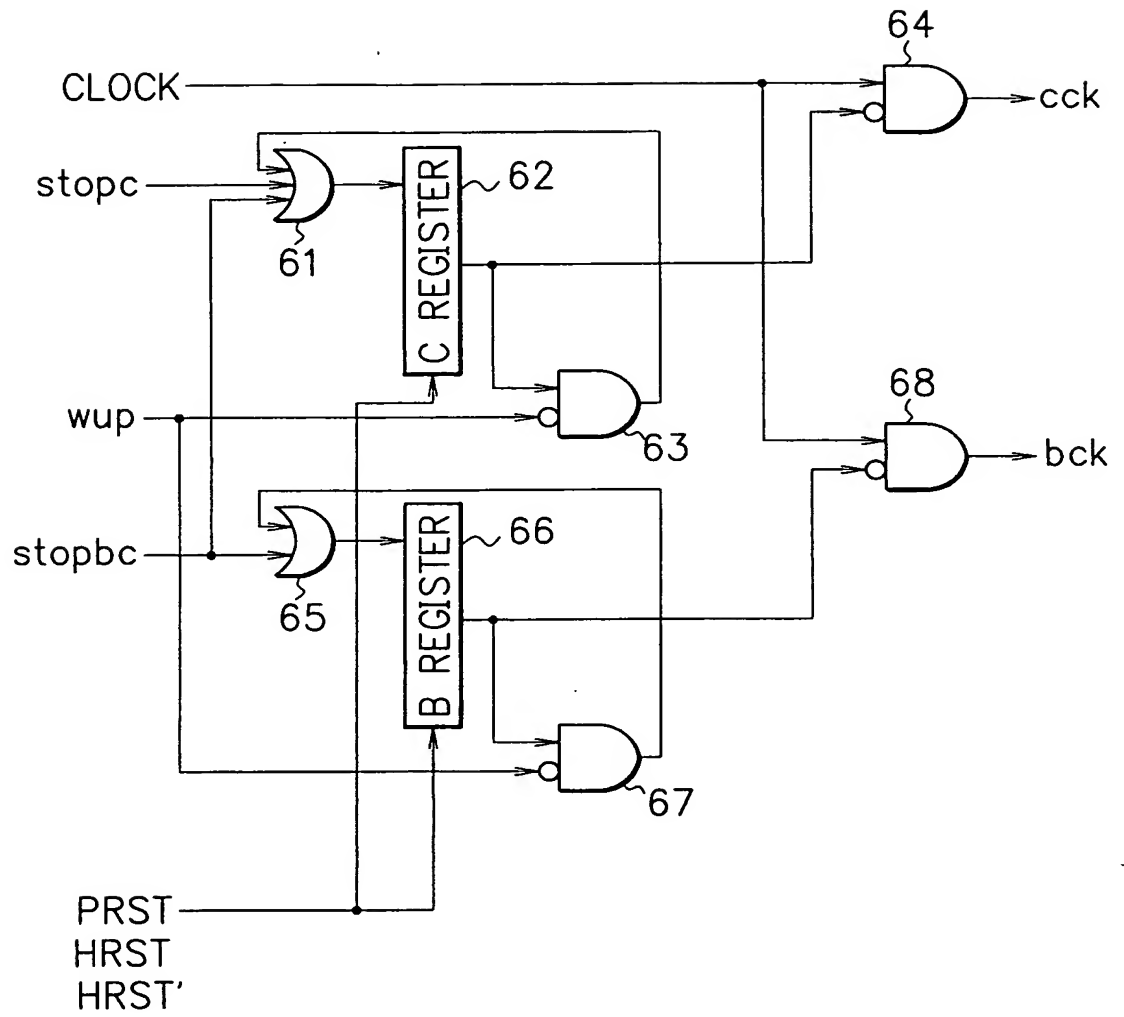 64
CLOCK
cck
stopc
C REGISTER
62
61
wup
63
68
bck
stopbc
B REGISTER
66
65
67
PRST
HRST
HRST'